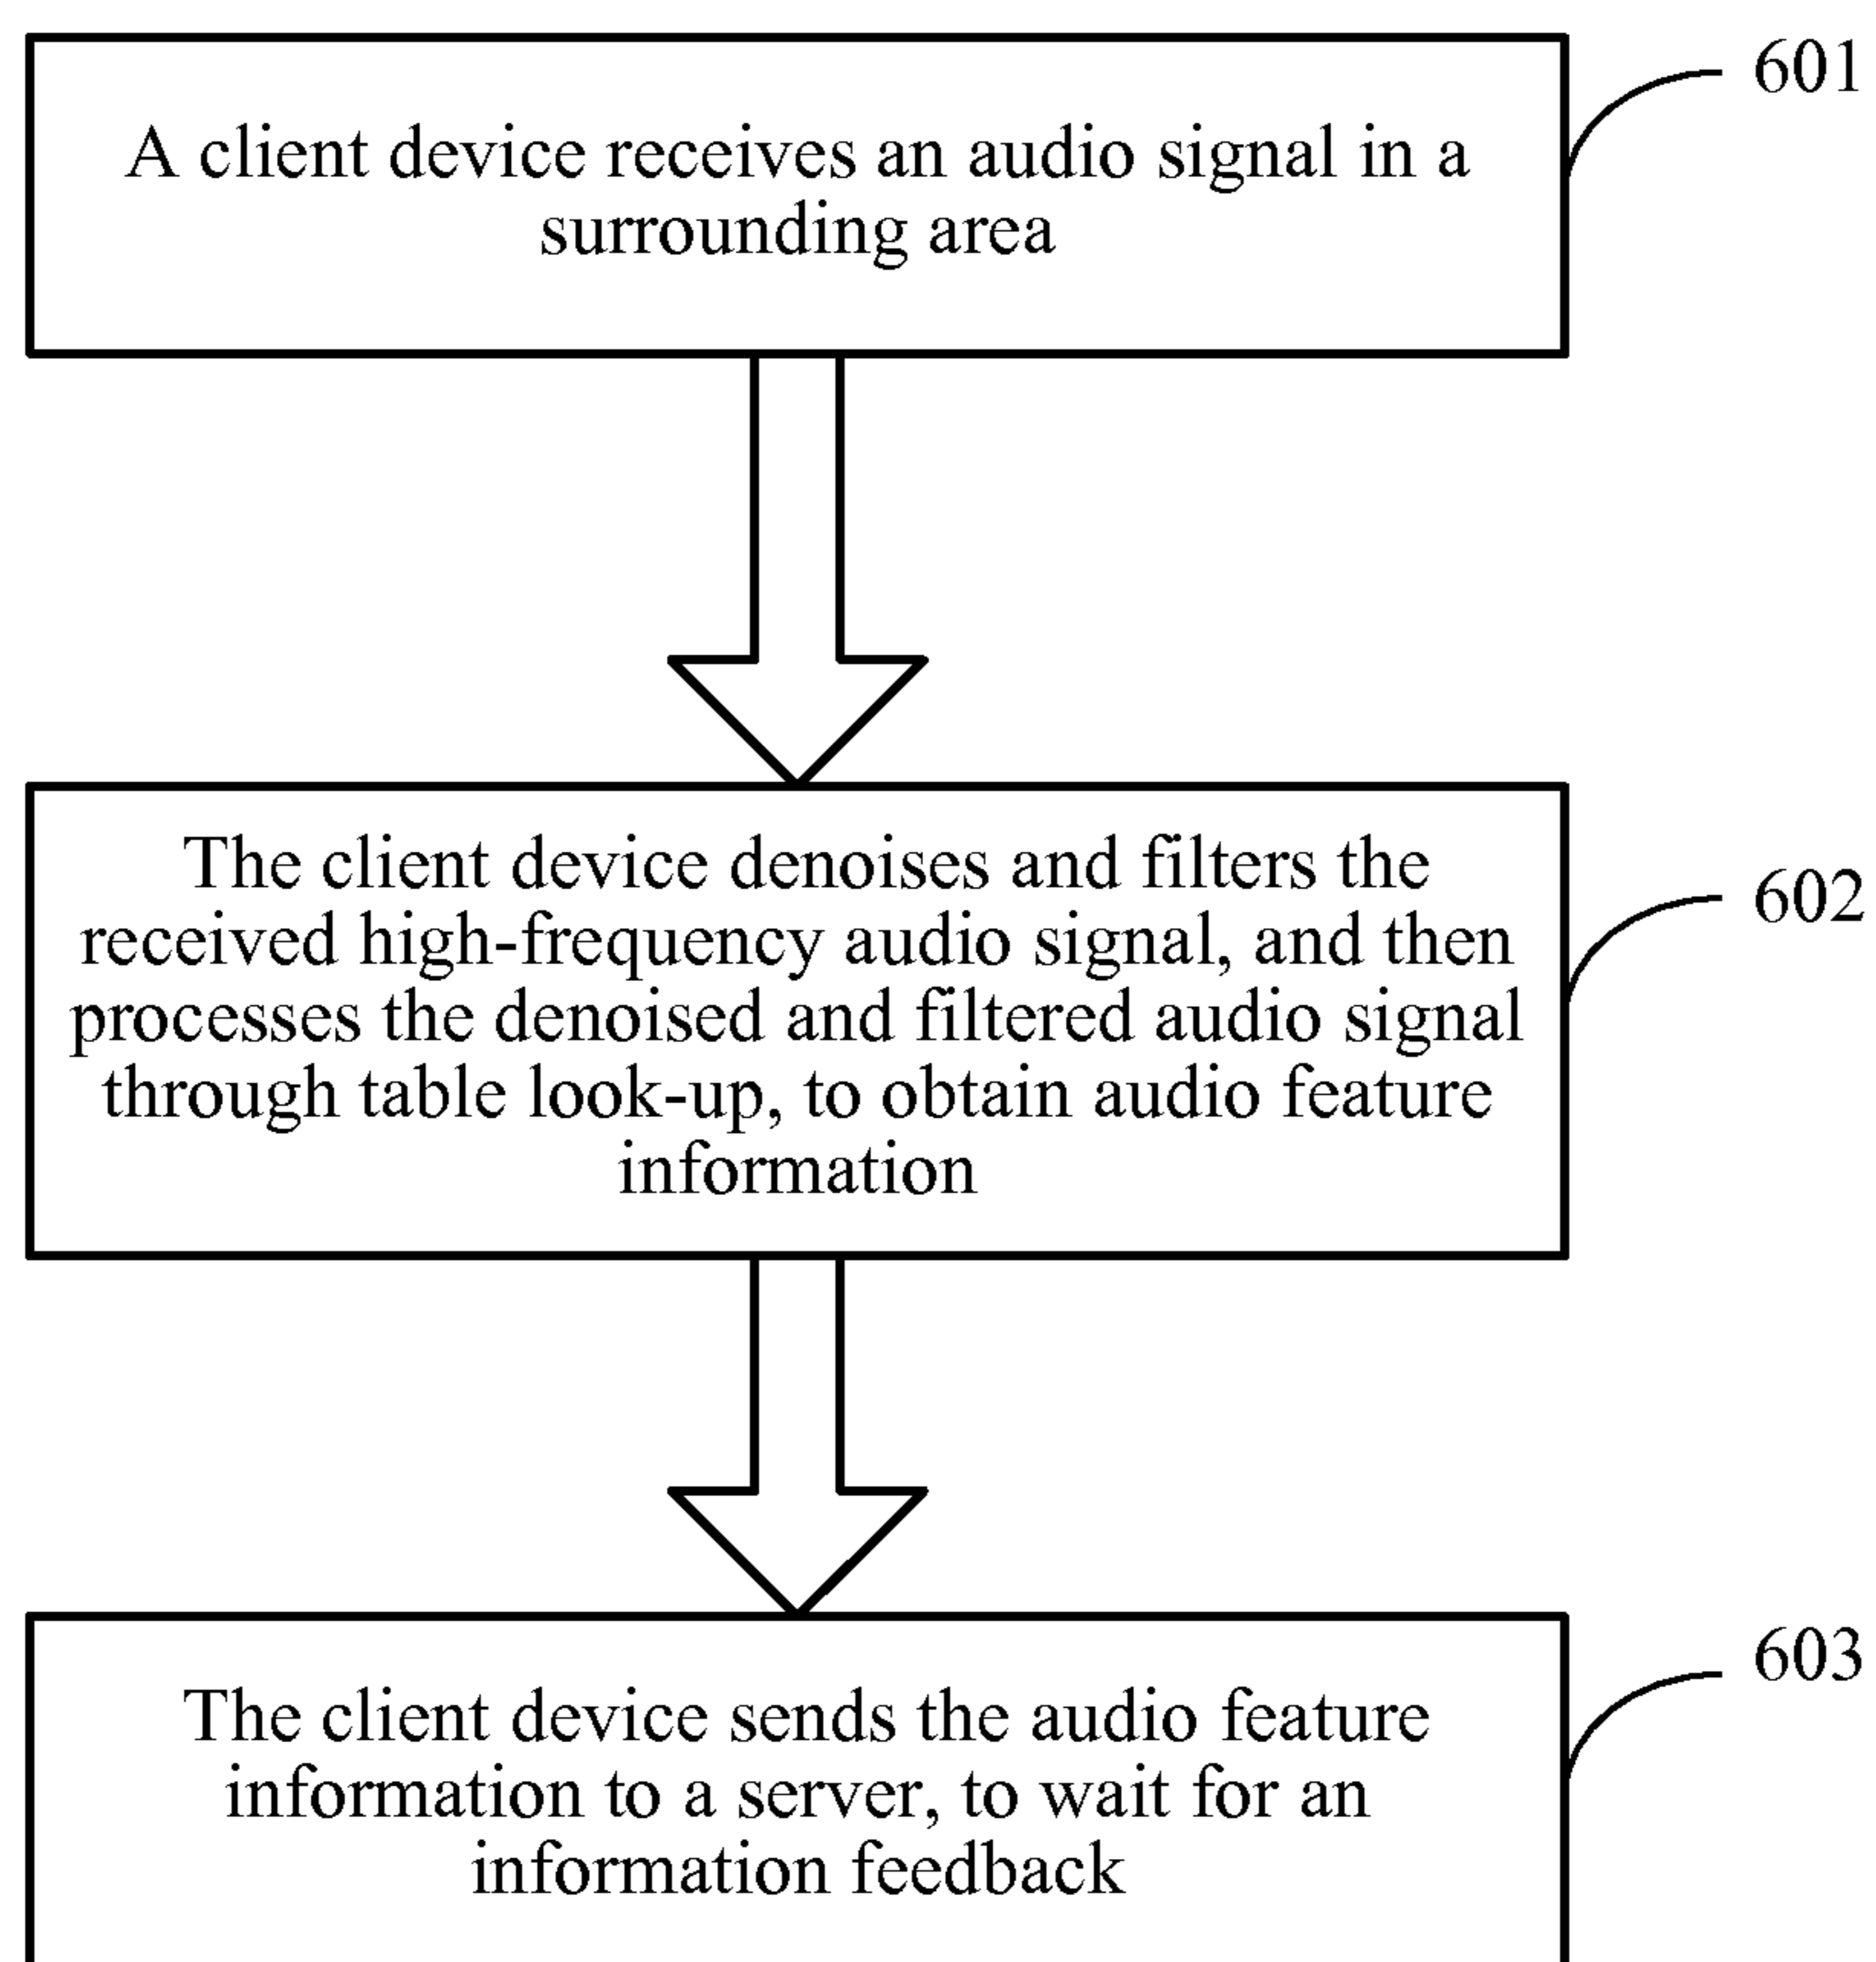 601
A client device receives an audio signal in a
surrounding area
602
The client device denoises and filters the
received high-frequency audio signal, and then
processes the denoised and filtered audio signal
through table look-up, to obtain audio feature
information
603
The client device sends the audio feature
information to a server, to wait for an
information feedback